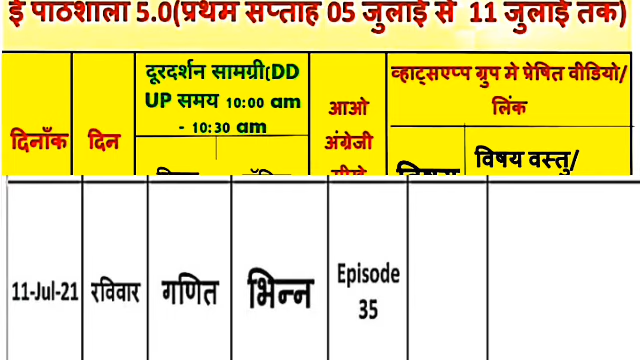 ई पाठशाला 5.0(प्रथम सप्ताह 05 जुलाई से 11 जुलाई तक)
दिनाँक
दिन
दूरदर्शन सामग्री(DD
UP समय 10:00 am
- 10:30 am
आओ
अंग्रेजी
व्हाट्सएप्प ग्रुप मे प्रेषित वीडियो/
लिंक
विषय वस्तु/
11-Jul-21 रविवार गणित भिन्न Episode
35